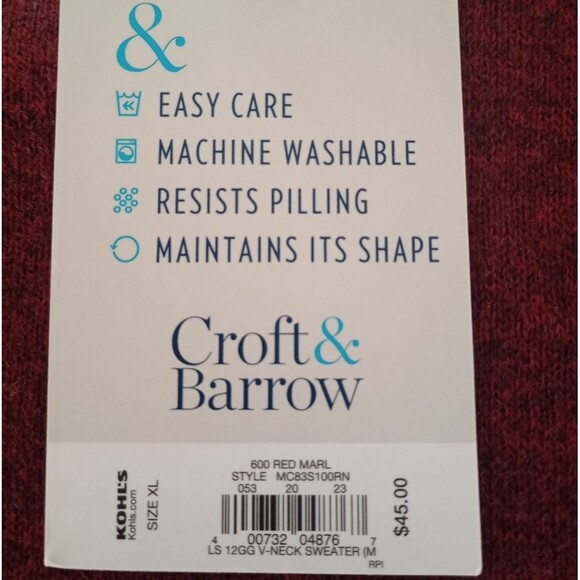 &
EASY CARE
MACHINE WASHABLE
RESISTS PILLING
MAINTAINS ITS SHAPE
Croft&
Barrow
KOHL'S
Kohls.com
SIZE XL
600 RED MARL
STYLE MC83S100RN
053 20 23
4 00732 04876 7
LS 12GG V-NECK SWEATER (M
RPI
$45.00